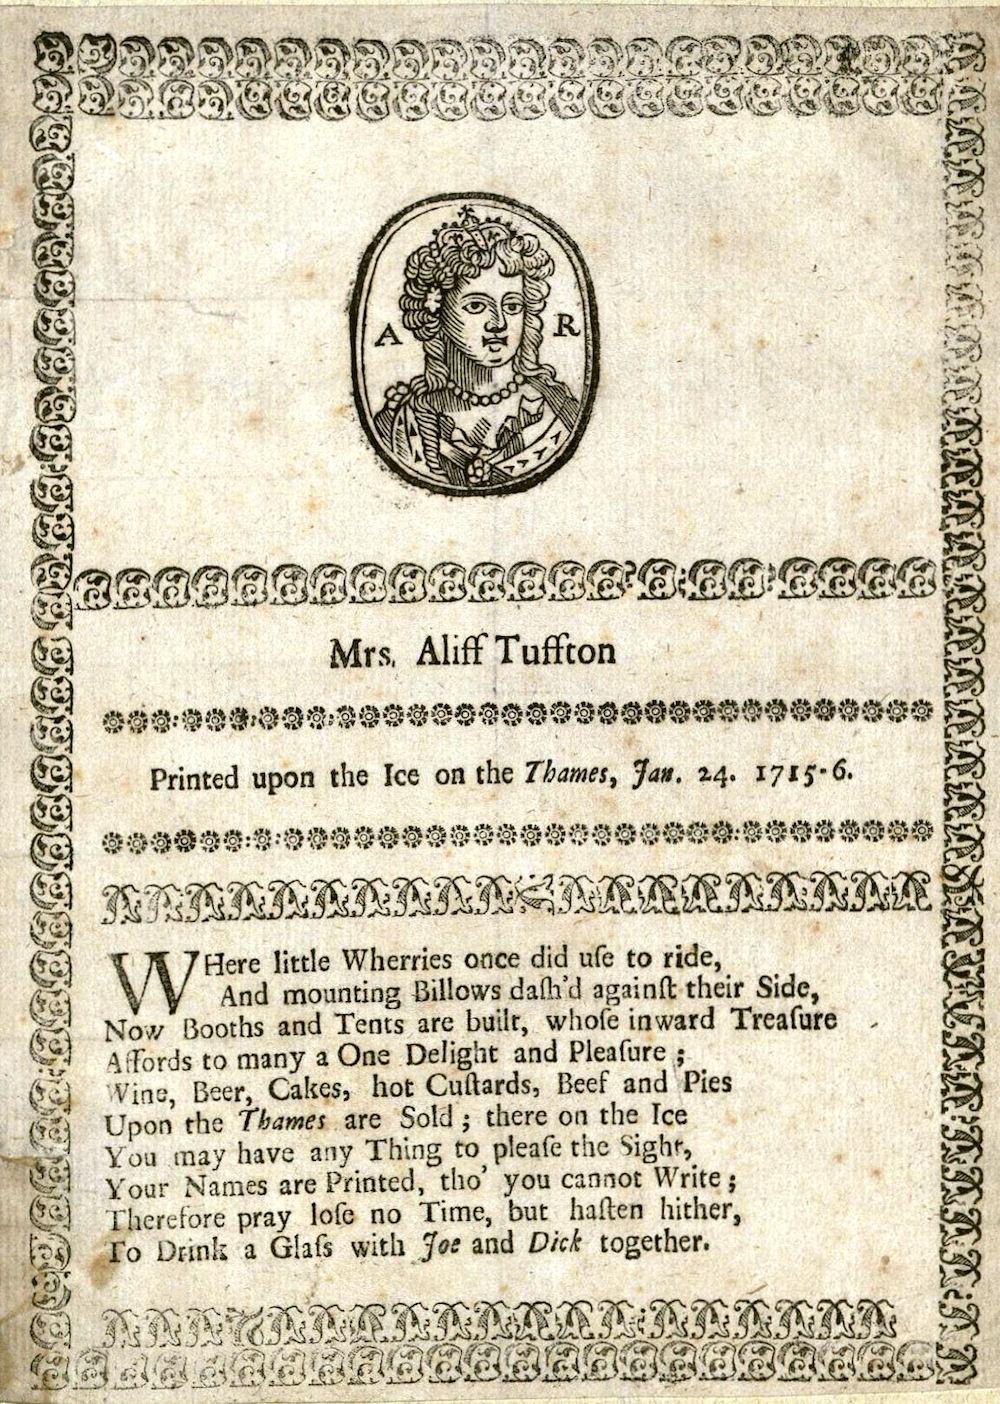 A R
Mrs. Aliff Tuffton
Printed upon the Ice on the Thames, Jan. 24. 1715-6.
WHere little Wherries once did uſe to ride,
And mounting Billows daſh'd againſt their Side,
Now Booths and Tents are built, whoſe inward Treaſure
Affords to many a One Delight and Pleaſure ;
Wine, Beer, Cakes, hot Cuſtards, Beef and Pies
Upon the Thames are Sold ; there on the Ice
You may have any Thing to pleaſe the Sight,
Your Names are Printed, tho' you cannot Write ;
Therefore pray loſe no Time, but haſten hither,
To Drink a Glaſs with Joe and Dick together.